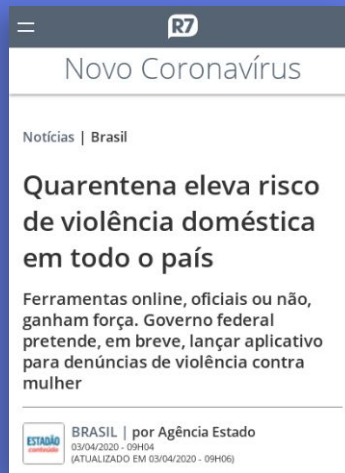 R7
Novo Coronavírus
Notícias | Brasil
Quarentena eleva risco
de violência doméstica
em todo o país
Ferramentas online, oficiais ou não,
ganham força. Governo federal
pretende, em breve, lançar aplicativo
para denúncias de violência contra
mulher
ESTADÃO
conteúdo
BRASIL | por Agência Estado
03/04/2020 - 09H04
(ATUALIZADO EM 03/04/2020 - 09H06)